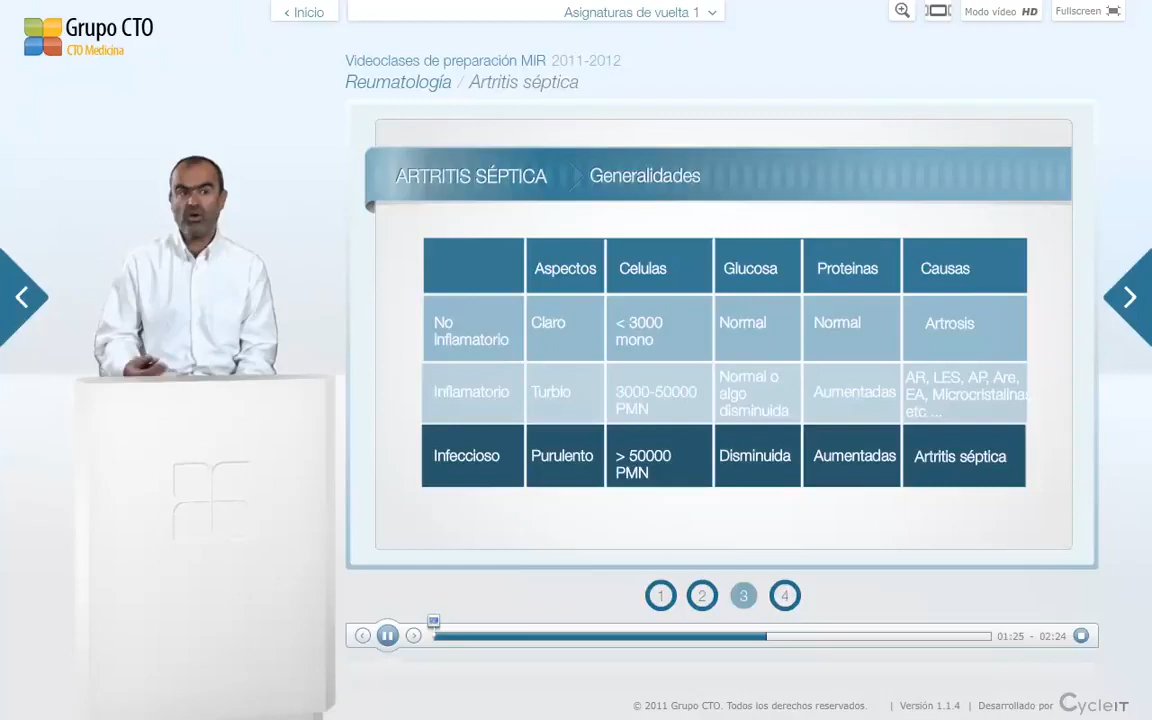 Grupo CTO
CTO Medicina
‹ Inicio
Asignaturas de vuelta 1
Modo vídeo HD
Fullscreen
Videoclases de preparación MIR 2011-2012
Reumatología / Artritis séptica
ARTRITIS SÉPTICA
Generalidades
Aspectos
Celulas
Glucosa
Proteinas
Causas
No
inflamatorio
Claro
< 3000
mono
Normal
Normal
Artrosis
Inflamatorio
Turbio
3000-50000
PMN
Normal o
algo
disminuida
Aumentadas
AR, LES, AP, Are,
EA, Microcristalinas
etc ...
Infeccioso
Purulento
> 50000
PMN
Disminuida
Aumentadas
Artritis séptica
1
2
3
4
01:25 - 02:24
© 2011 Grupo CTO. Todos los derechos reservados. | Versión 1.1.4 | Desarrollado por CycleIT